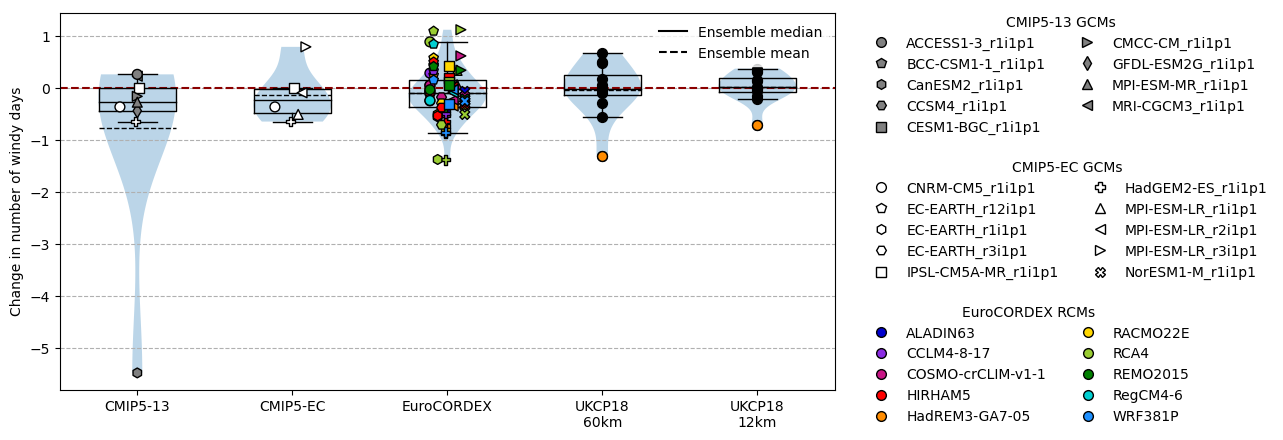 Change in number of windy days
1
0
−1
−2
−3
−4
−5
CMIP5-13
CMIP5-EC
EuroCORDEX
UKCP18
60km
UKCP18
12km
Ensemble median
Ensemble mean
CMIP5-13 GCMs
ACCESS1-3_r1i1p1
BCC-CSM1-1_r1i1p1
CanESM2_r1i1p1
CCSM4_r1i1p1
CESM1-BGC_r1i1p1
CMCC-CM_r1i1p1
GFDL-ESM2G_r1i1p1
MPI-ESM-MR_r1i1p1
MRI-CGCM3_r1i1p1
CMIP5-EC GCMs
CNRM-CM5_r1i1p1
EC-EARTH_r12i1p1
EC-EARTH_r1i1p1
EC-EARTH_r3i1p1
IPSL-CM5A-MR_r1i1p1
HadGEM2-ES_r1i1p1
MPI-ESM-LR_r1i1p1
MPI-ESM-LR_r2i1p1
MPI-ESM-LR_r3i1p1
NorESM1-M_r1i1p1
EuroCORDEX RCMs
ALADIN63
CCLM4-8-17
COSMO-crCLIM-v1-1
HIRHAM5
HadREM3-GA7-05
RACMO22E
RCA4
REMO2015
RegCM4-6
WRF381P